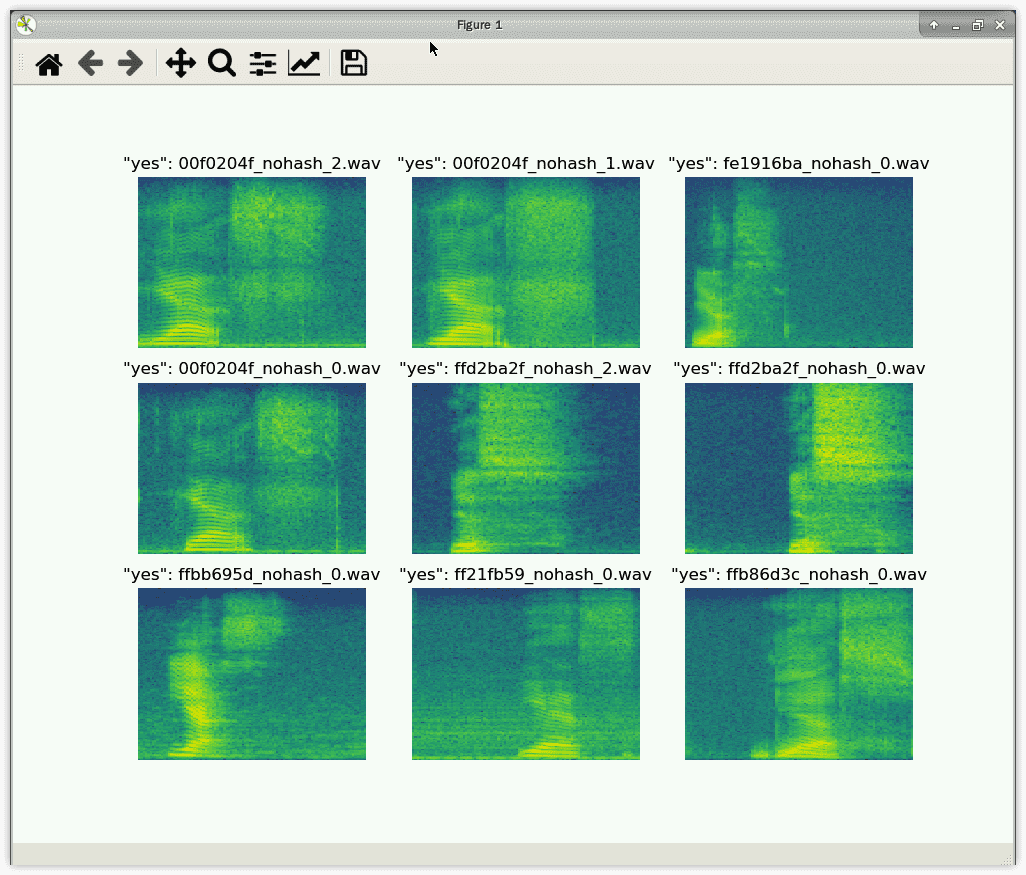 Figure 1
"yes": 00f0204f_nohash_2.wav "yes": 00f0204f_nohash_1.wav "yes": fe1916ba_nohash_0.wav
"yes": 00f0204f_nohash_0.wav "yes": ffd2ba2f_nohash_2.wav "yes": ffd2ba2f_nohash_0.wav
"yes": ffbb695d_nohash_0.wav "yes": ff21fb59_nohash_0.wav "yes": ffb86d3c_nohash_0.wav